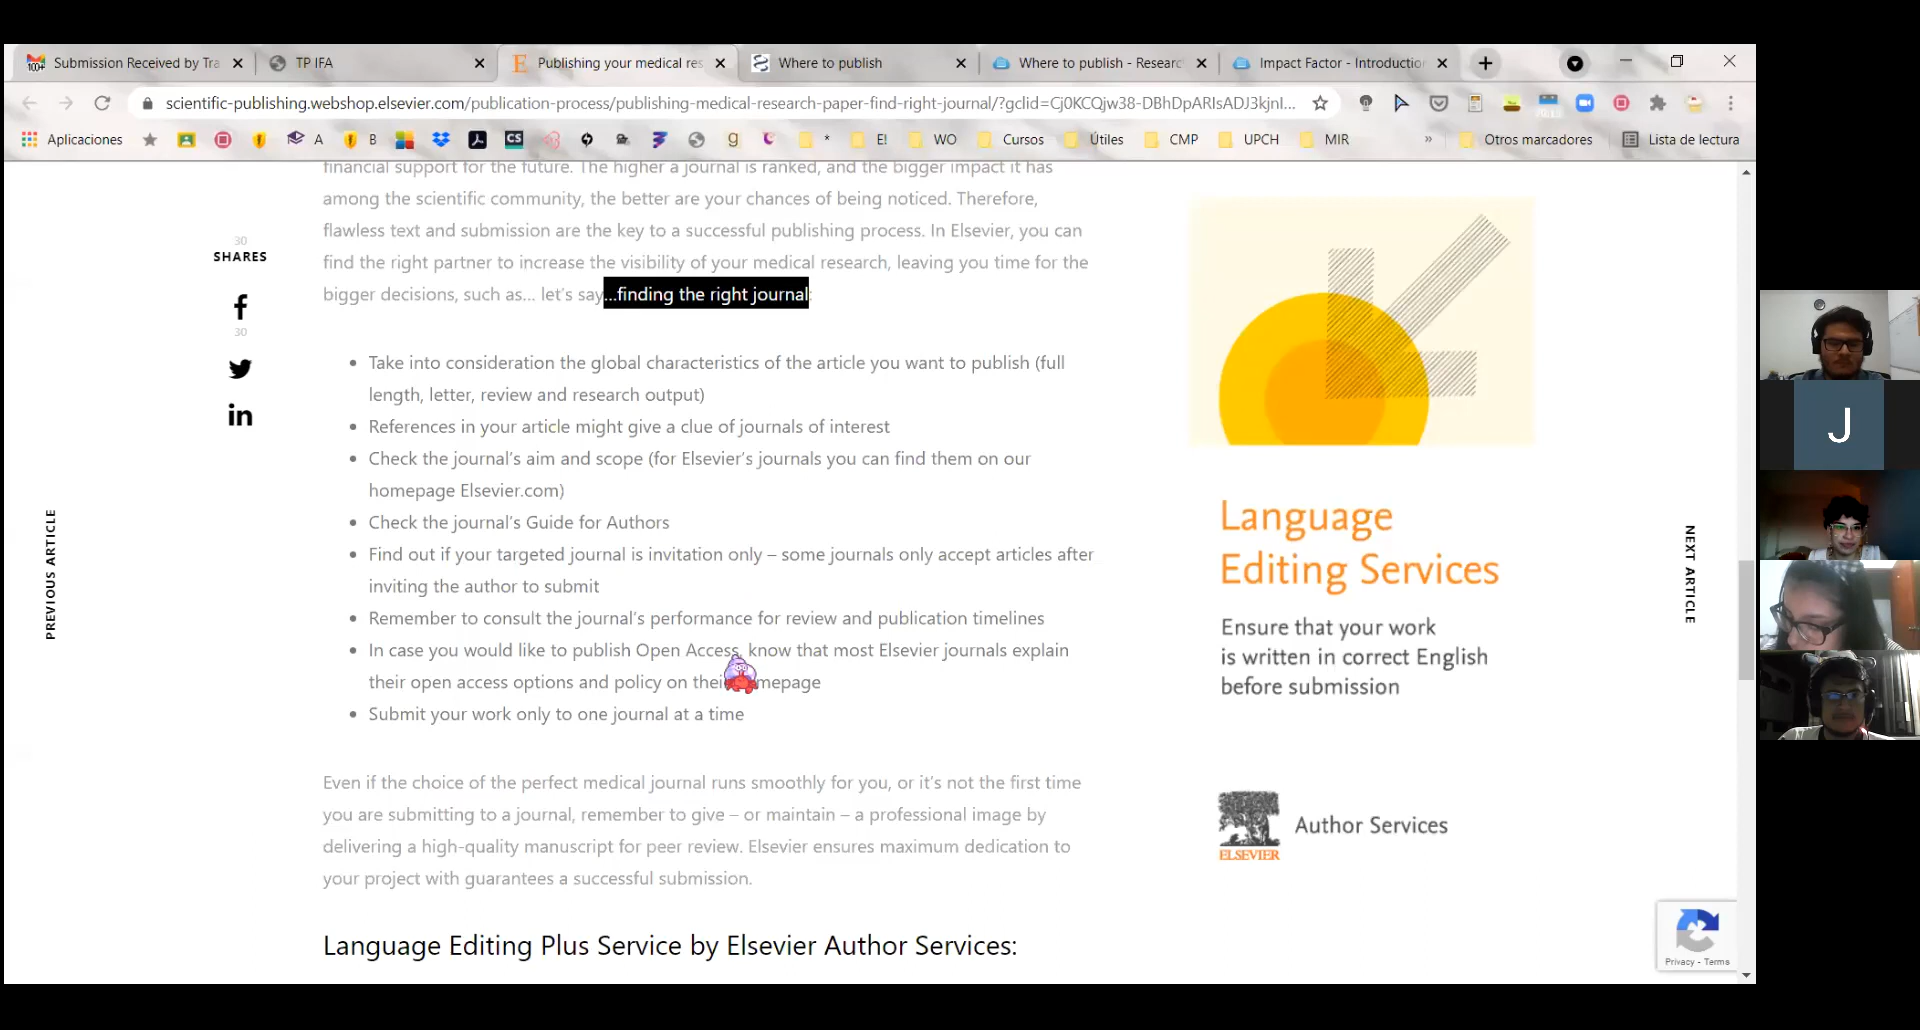 Submission Received by Tra
TP IFA
Publishing your medical res
Where to publish
Where to publish - Researc
Impact Factor - Introduction
scientific-publishing.webshop.elsevier.com/publication-process/publishing-medical-research-paper-find-right-journal/?gclid=Cj0KCQjw38-DBhDpARIsADJ3kjnI...
Aplicaciones
A
B
CS
g
*
E!
WO
Cursos
Útiles
CMP
UPCH
MIR
»
Otros marcadores
Lista de lectura
financial support for the future. The higher a journal is ranked, and the bigger impact it has
among the scientific community, the better are your chances of being noticed. Therefore,
flawless text and submission are the key to a successful publishing process. In Elsevier, you can
find the right partner to increase the visibility of your medical research, leaving you time for the
bigger decisions, such as... let's say...finding the right journal:
30
SHARES
30
• Take into consideration the global characteristics of the article you want to publish (full
length, letter, review and research output)
• References in your article might give a clue of journals of interest
• Check the journal's aim and scope (for Elsevier's journals you can find them on our
homepage Elsevier.com)
• Check the journal's Guide for Authors
• Find out if your targeted journal is invitation only – some journals only accept articles after
inviting the author to submit
• Remember to consult the journal's performance for review and publication timelines
• In case you would like to publish Open Access, know that most Elsevier journals explain
their open access options and policy on their homepage
• Submit your work only to one journal at a time
Even if the choice of the perfect medical journal runs smoothly for you, or it's not the first time
you are submitting to a journal, remember to give – or maintain – a professional image by
delivering a high-quality manuscript for peer review. Elsevier ensures maximum dedication to
your project with guarantees a successful submission.
Language Editing Plus Service by Elsevier Author Services:
PREVIOUS ARTICLE
NEXT ARTICLE
Language
Editing Services
Ensure that your work
is written in correct English
before submission
ELSEVIER
Author Services
Privacy - Terms
J